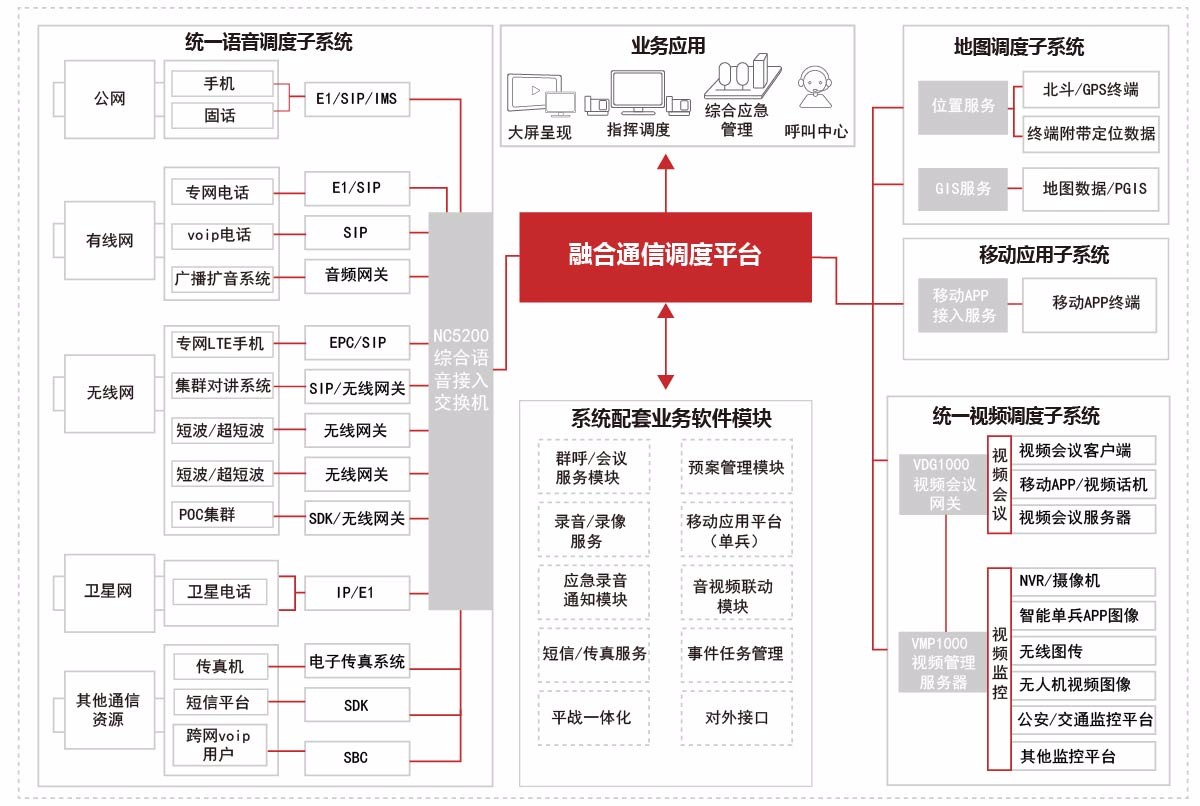 统一语音调度子系统
公网
手机
固话
E1/SIP/IMS
有线网
专网电话
E1/SIP
voip电话
SIP
广播扩音系统
音频网关
无线网
专网LTE手机
EPC/SIP
集群对讲系统
SIP/无线网关
短波/超短波
无线网关
短波/超短波
无线网关
POC集群
SDK/无线网关
卫星网
卫星电话
IP/E1
其他通信
资源
传真机
电子传真系统
短信平台
SDK
跨网voip
用户
SBC
NC5200
综合语
音接入
交换机
业务应用
大屏呈现
指挥调度
综合应急
管理
呼叫中心
融合通信调度平台
系统配套业务软件模块
群呼/会议
服务模块
预案管理模块
录音/录像
服务
移动应用平台
（单兵）
应急录音
通知模块
音视频联动
模块
短信/传真服务
事件任务管理
平战一体化
对外接口
地图调度子系统
位置服务
北斗/GPS终端
终端附带定位数据
GIS服务
地图数据/PGIS
移动应用子系统
移动APP
接入服务
移动APP终端
统一视频调度子系统
VDG1000
视频会议
网关
视频会议
视频会议客户端
移动APP/视频话机
视频会议服务器
VMP1000
视频管理
服务器
视频监控
NVR/摄像机
智能单兵APP图像
无线图传
无人机视频图像
公安/交通监控平台
其他监控平台